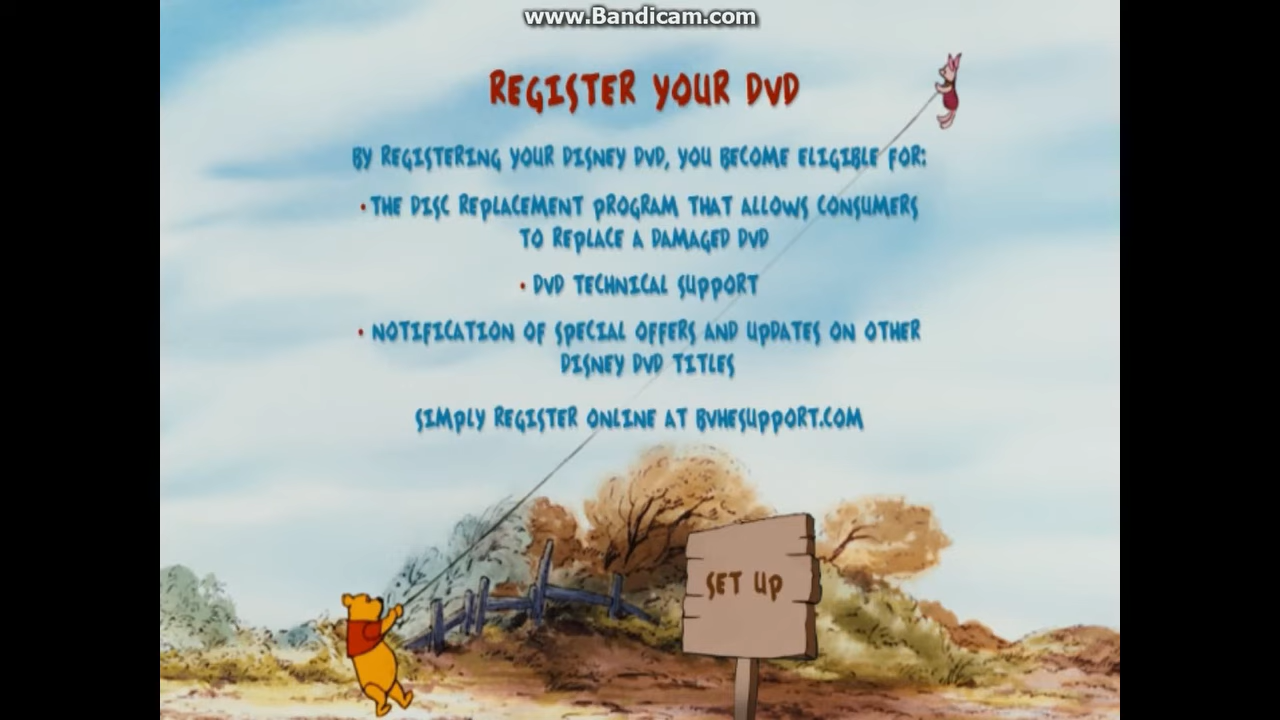 www.Bandicam.com
REGISTER YOUR DVD
BY REGISTERING YOUR DISNEY DVD, YOU BECOME ELIGIBLE FOR:
• THE DISC REPLACEMENT PROGRAM THAT ALLOWS CONSUMERS
TO REPLACE A DAMAGED DVD
• DVD TECHNICAL SUPPORT
• NOTIFICATION OF SPECIAL OFFERS AND UPDATES ON OTHER
DISNEY DVD TITLES
SIMPLY REGISTER ONLINE AT BVHESUPPORT.COM
SET UP